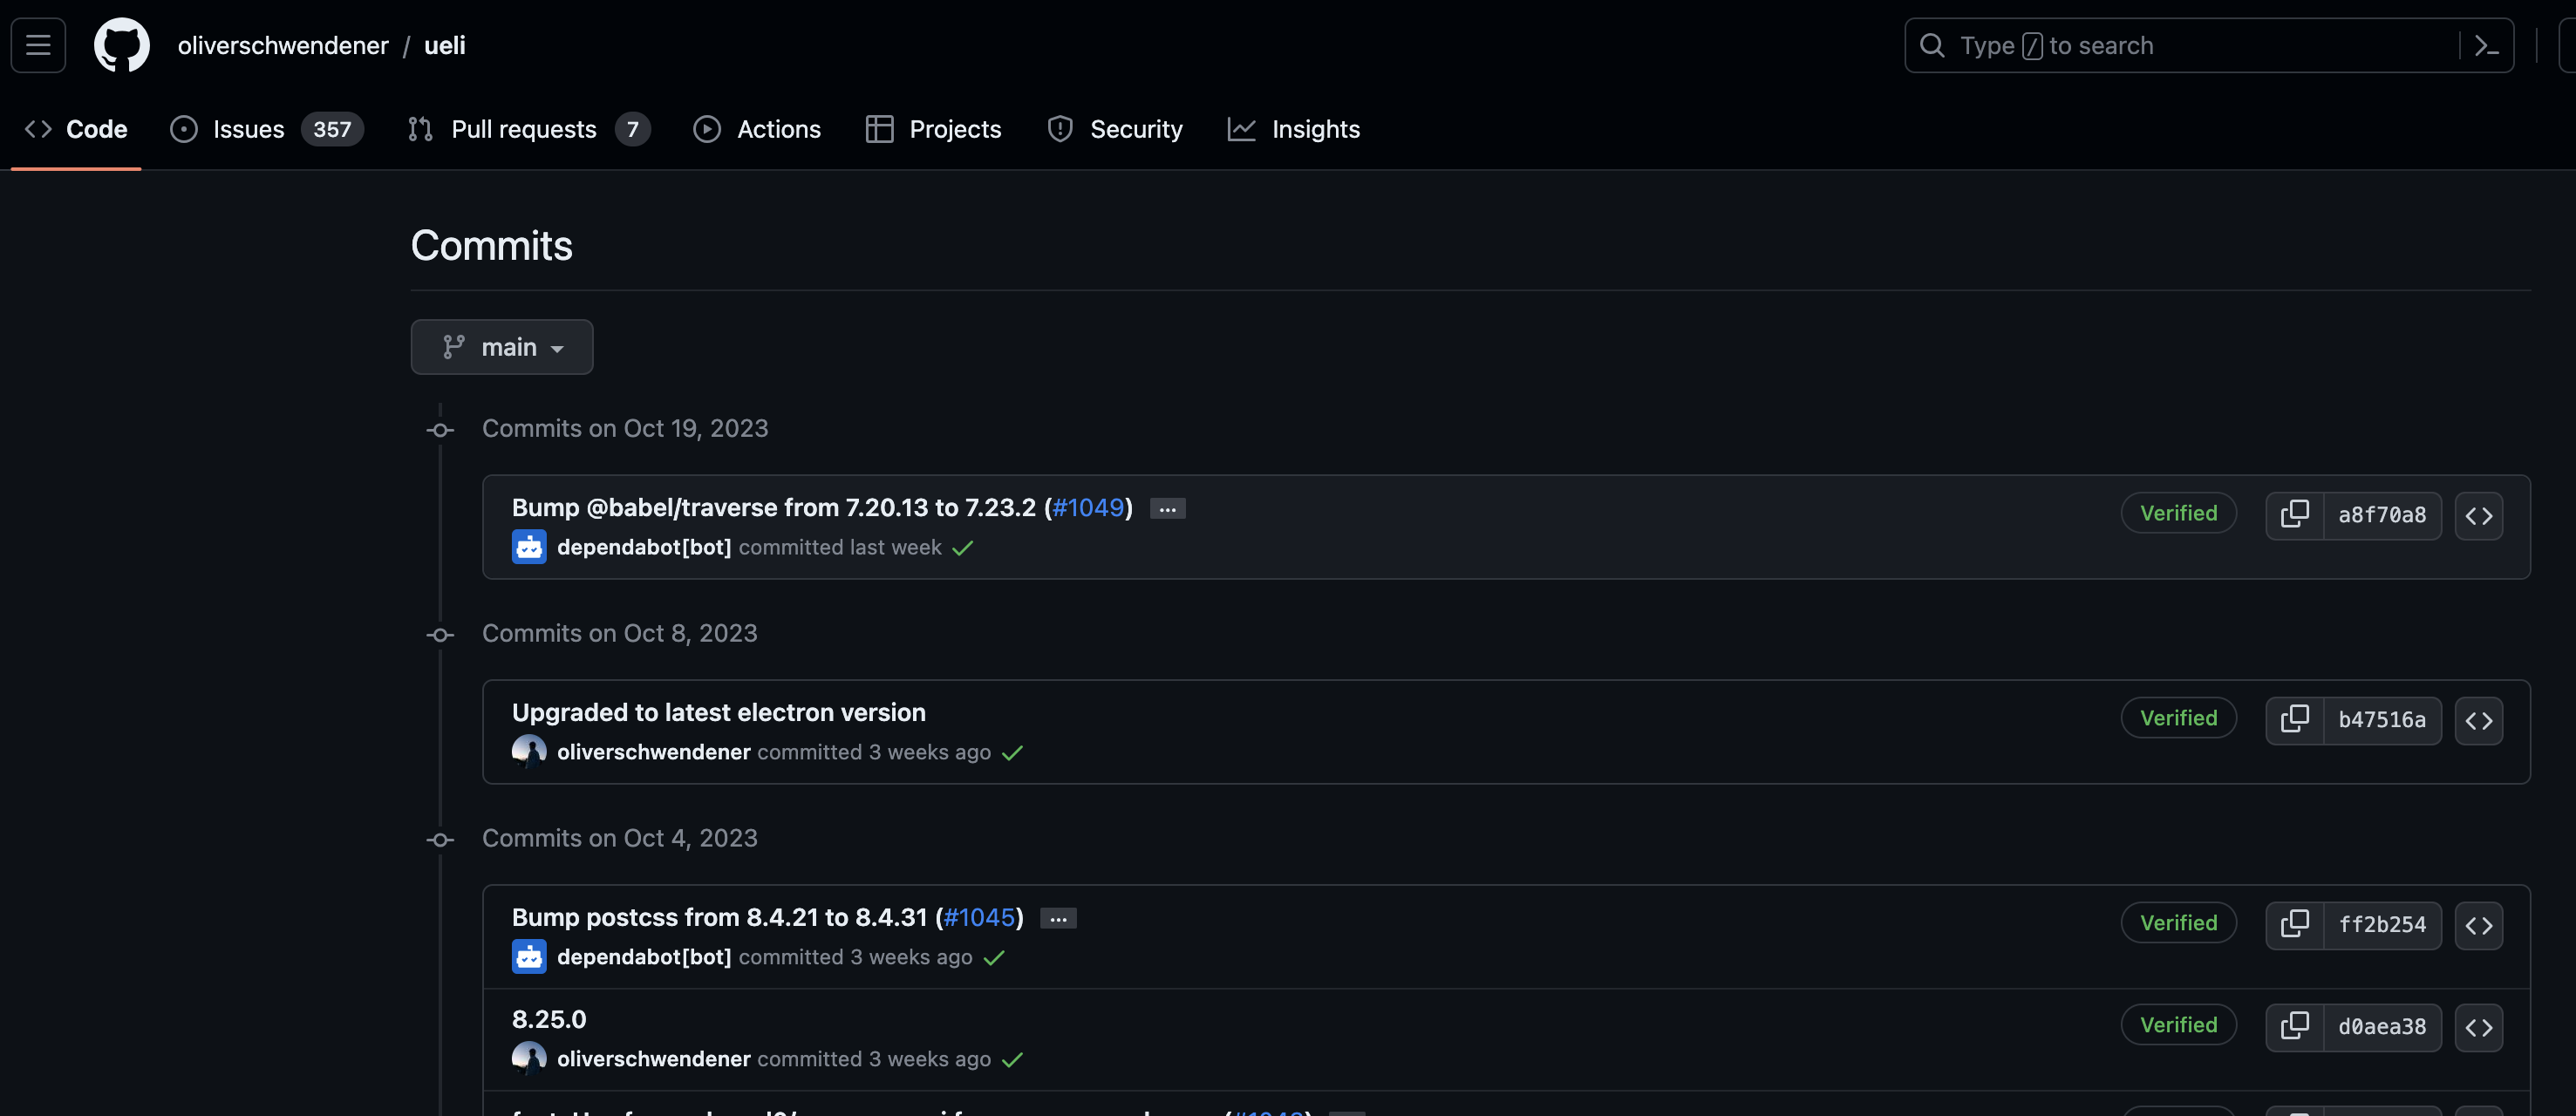 oliverschwendener / ueli
Type / to search
Code
Issues 357
Pull requests 7
Actions
Projects
Security
Insights
Commits
main
Commits on Oct 19, 2023
Bump @babel/traverse from 7.20.13 to 7.23.2 (#1049) ...
Verified
a8f70a8
dependabot[bot] committed last week
Commits on Oct 8, 2023
Upgraded to latest electron version
Verified
b47516a
oliverschwendener committed 3 weeks ago
Commits on Oct 4, 2023
Bump postcss from 8.4.21 to 8.4.31 (#1045) ...
Verified
ff2b254
dependabot[bot] committed 3 weeks ago
8.25.0
Verified
d0aea38
oliverschwendener committed 3 weeks ago